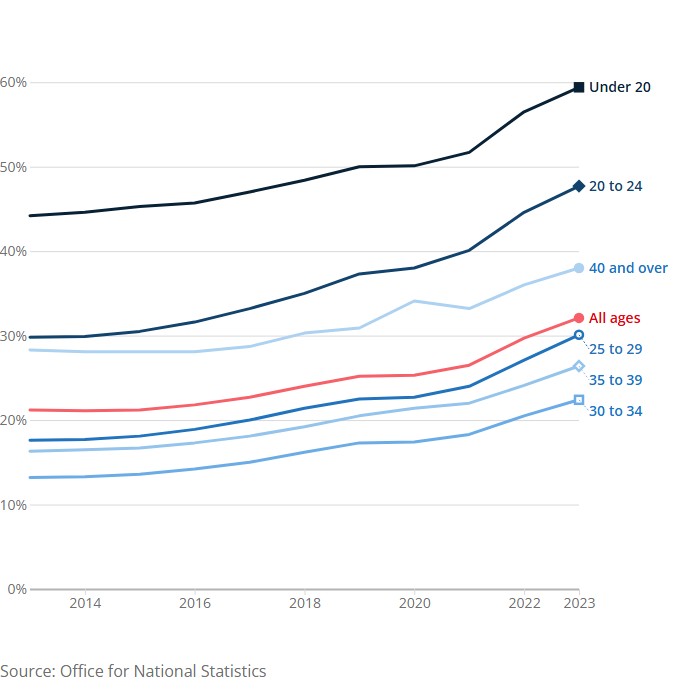 60%
Under 20
50%
20 to 24
40%
40 and over
All ages
30%
25 to 29
35 to 39
30 to 34
20%
10%
0%
2014 2016 2018 2020 2022 2023
Source: Office for National Statistics